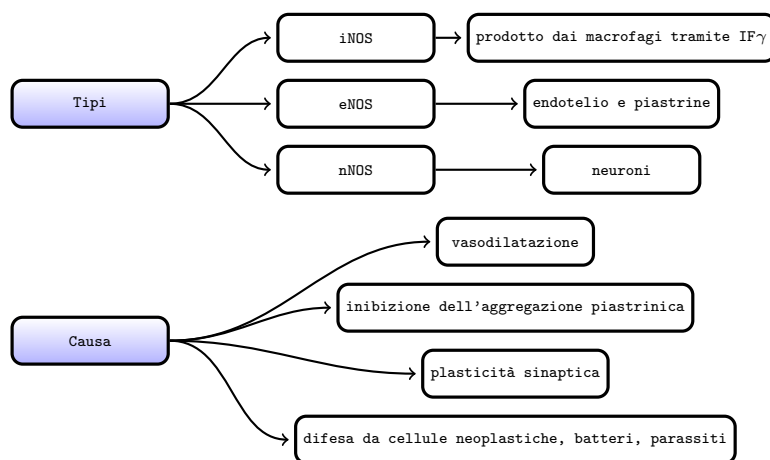 Tipi
iNOS
prodotto dai macrofagi tramite IFγ
eNOS
endotelio e piastrine
nNOS
neuroni
Causa
vasodilatazione
inibizione dell'aggregazione piastrinica
plasticità sinaptica
difesa da cellule neoplastiche, batteri, parassiti